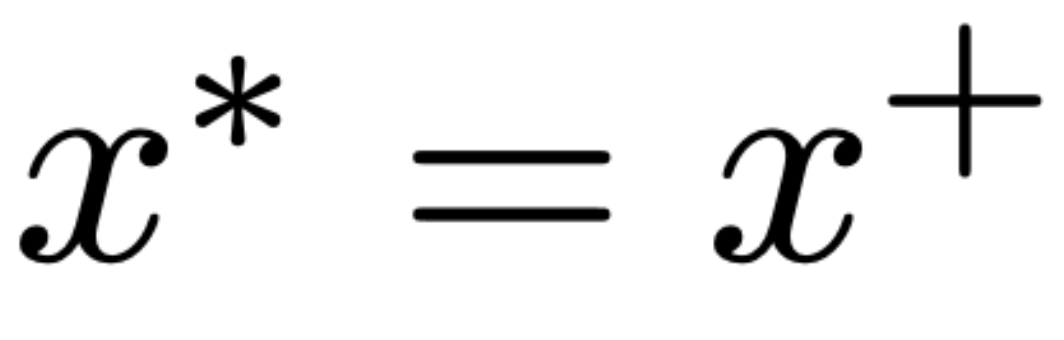 x* = x⁺